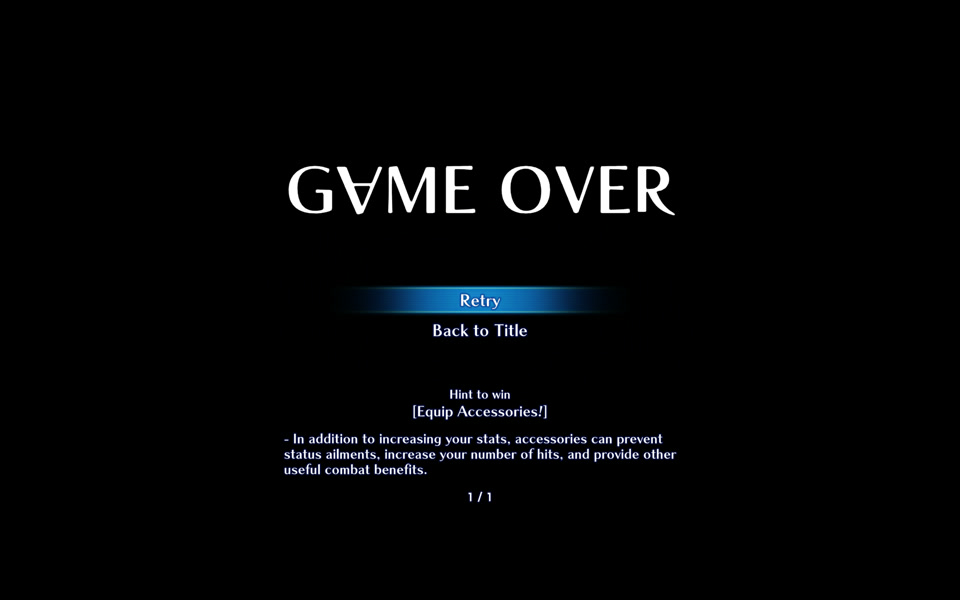 GAME OVER
Retry
Back to Title
Hint to win
[Equip Accessories!]
- In addition to increasing your stats, accessories can prevent
status ailments, increase your number of hits, and provide other
useful combat benefits.
1 / 1